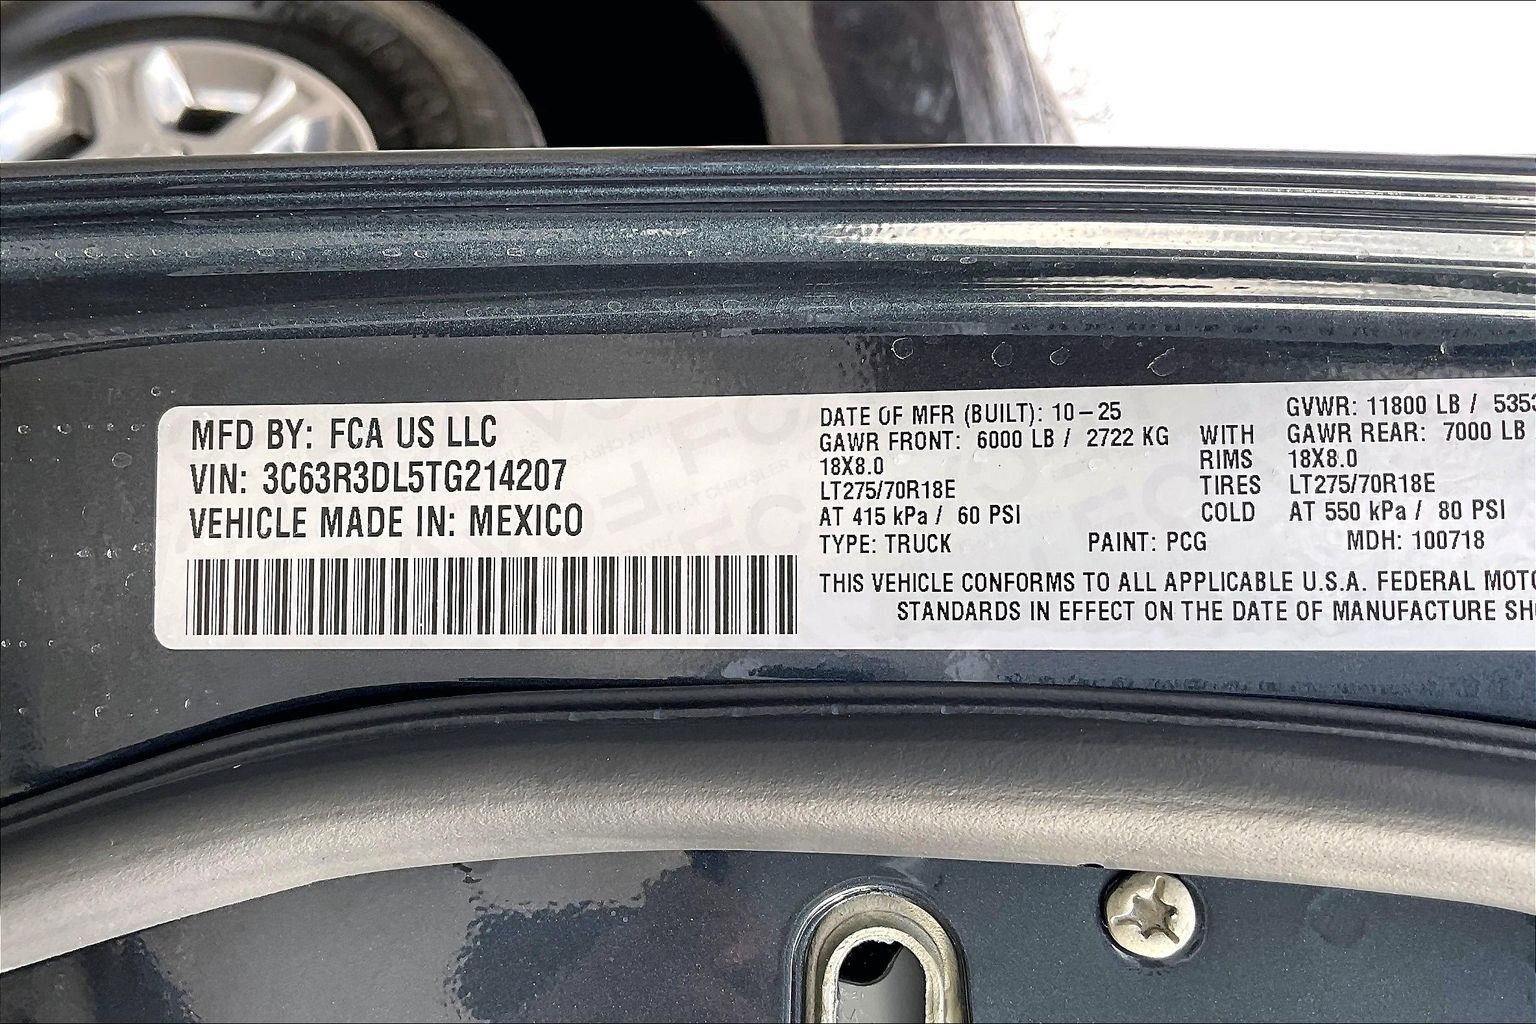 MFD BY: FCA US LLC
VIN: 3C63R3DL5TG214207
VEHICLE MADE IN: MEXICO
DATE OF MFR (BUILT): 10-25 GVWR: 11800 LB / 535
GAWR FRONT: 6000 LB / 2722 KG WITH GAWR REAR: 7000 LB
18X8.0 RIMS 18X8.0
LT275/70R18E TIRES LT275/70R18E
AT 415 kPa / 60 PSI COLD AT 550 kPa / 80 PSI
TYPE: TRUCK PAINT: PCG MDH: 100718
THIS VEHICLE CONFORMS TO ALL APPLICABLE U.S.A. FEDERAL MOTO
STANDARDS IN EFFECT ON THE DATE OF MANUFACTURE SH